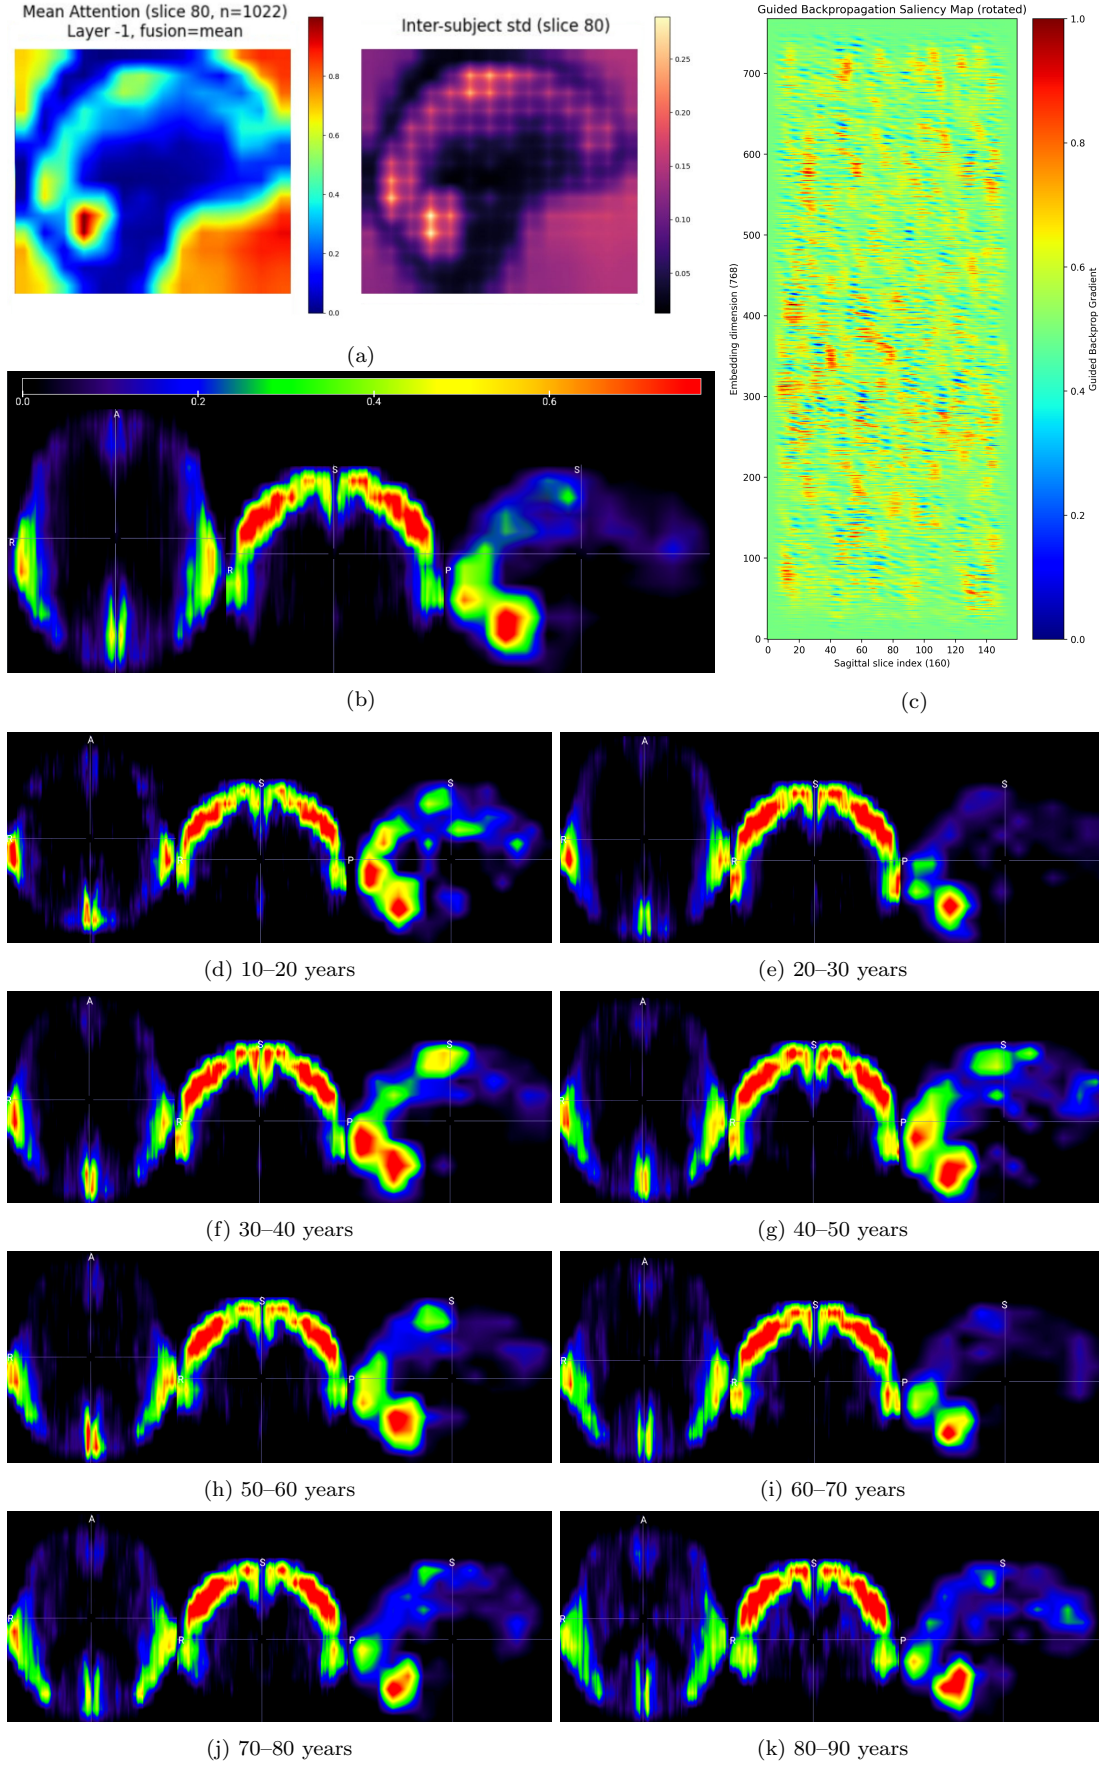 Mean Attention (slice 80, n=1022)
Layer -1, fusion=mean
0.8
0.6
0.4
0.2
0.0
Inter-subject std (slice 80)
0.25
0.20
0.15
0.10
0.05
(a)
Guided Backpropagation Saliency Map (rotated)
Embedding dimension (768)
700
600
500
400
300
200
100
0
0 20 40 60 80 100 120 140
Sagittal slice index (160)
1.0
0.8
0.6
0.4
0.2
0.0
Guided Backprop Gradient
(c)
0.0 0.2 0.4 0.6
A
R
S
R
S
P
(b)
A
R
S
R
S
P
(d) 10–20 years
A
R
S
R
S
P
(e) 20–30 years
A
R
S
R
S
P
(f) 30–40 years
A
R
S
R
S
P
(g) 40–50 years
A
R
S
R
S
P
(h) 50–60 years
A
R
S
R
S
P
(i) 60–70 years
A
R
S
R
S
P
(j) 70–80 years
A
R
S
R
S
P
(k) 80–90 years